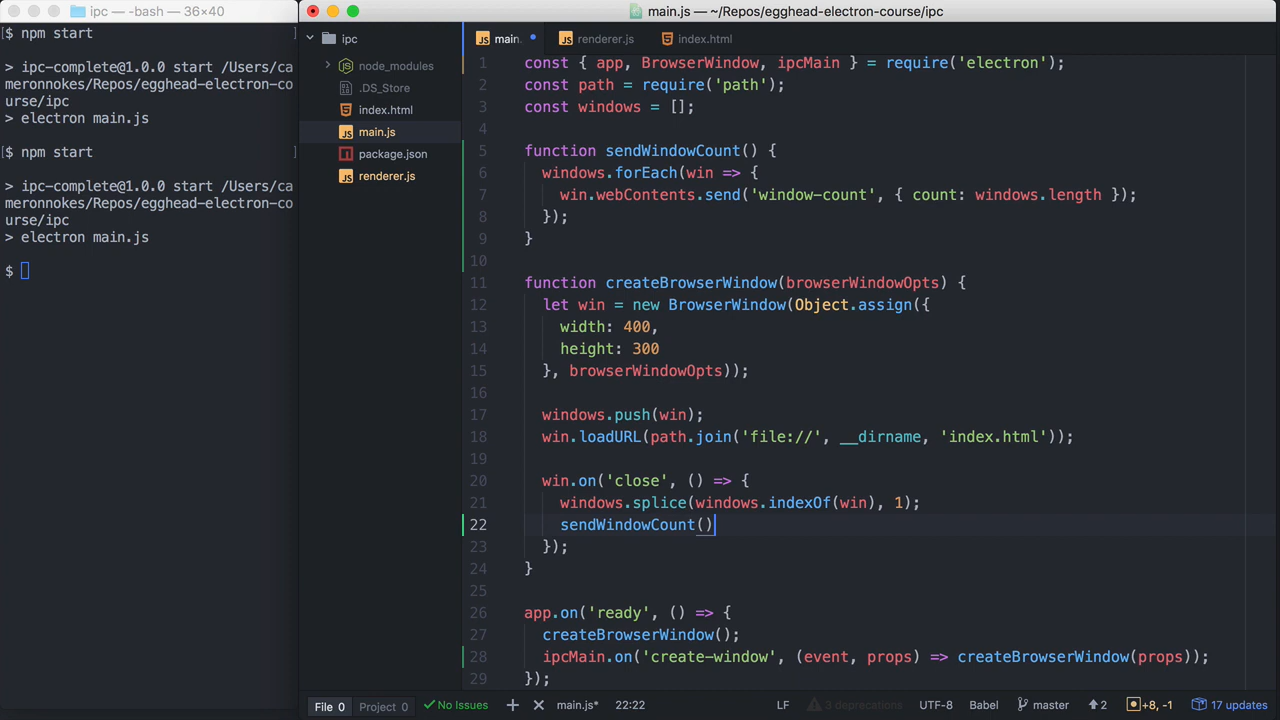 ipc — -bash — 36×40
[$ npm start ]
> ipc-complete@1.0.0 start /Users/ca
meronnokes/Repos/egghead-electron-co
urse/ipc
> electron main.js
[$ npm start ]
> ipc-complete@1.0.0 start /Users/ca
meronnokes/Repos/egghead-electron-co
urse/ipc
> electron main.js
$
main.js — ~/Repos/egghead-electron-course/ipc
ipc
node_modules
.DS_Store
index.html
main.js
package.json
renderer.js
main.
renderer.js
index.html
1 const { app, BrowserWindow, ipcMain } = require('electron');
2 const path = require('path');
3 const windows = [];
4
5 function sendWindowCount() {
6 windows.forEach(win => {
7 win.webContents.send('window-count', { count: windows.length });
8 });
9 }
10
11 function createBrowserWindow(browserWindowOpts) {
12 let win = new BrowserWindow(Object.assign({
13 width: 400,
14 height: 300
15 }, browserWindowOpts));
16
17 windows.push(win);
18 win.loadURL(path.join('file://', __dirname, 'index.html'));
19
20 win.on('close', () => {
21 windows.splice(windows.indexOf(win), 1);
22 sendWindowCount()
23 });
24 }
25
26 app.on('ready', () => {
27 createBrowserWindow();
28 ipcMain.on('create-window', (event, props) => createBrowserWindow(props));
29 });
File 0 Project 0 No Issues + × main.js* 22:22 LF 3 deprecations UTF-8 Babel master 2 +8, -1 17 updates